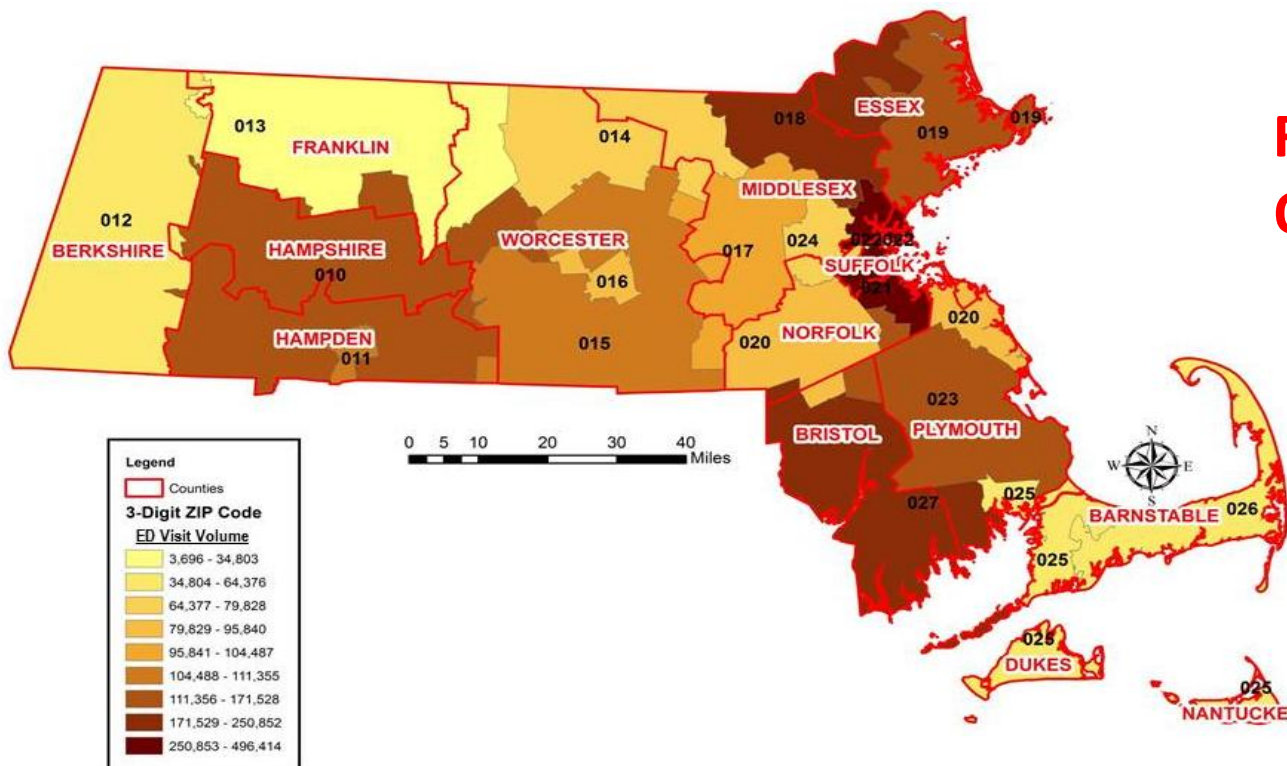 018
ESSEX
019
019
013
FRANKLIN
014
MIDDLESEX
012
BERKSHIRE
HAMPSHIRE
010
WORCESTER
016
017
024
SUFFOLK
021
HAMPDEN
011
015
020
NORFOLK
020
023
BRISTOL
PLYMOUTH
025
027
BARNSTABLE
026
025
025
DUKES
025
NANTUCKE
0 5 10 20 30 40
Miles
N
W E
S
Legend
Counties
3-Digit ZIP Code
ED Visit Volume
3,696 - 34,803
34,804 - 64,376
64,377 - 79,828
79,829 - 95,840
95,841 - 104,487
104,488 - 111,355
111,356 - 171,528
171,529 - 250,852
250,853 - 496,414